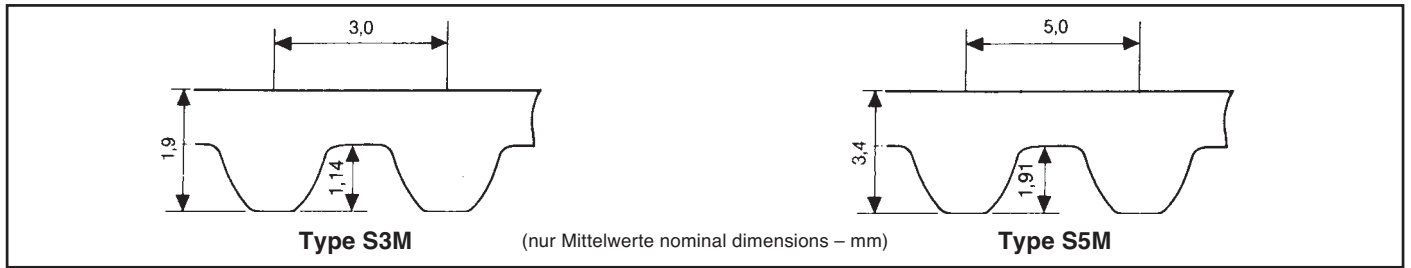 3,0
1,9
1,14
Type S3M
(nur Mittelwerte nominal dimensions – mm)
5,0
3,4
1,91
Type S5M